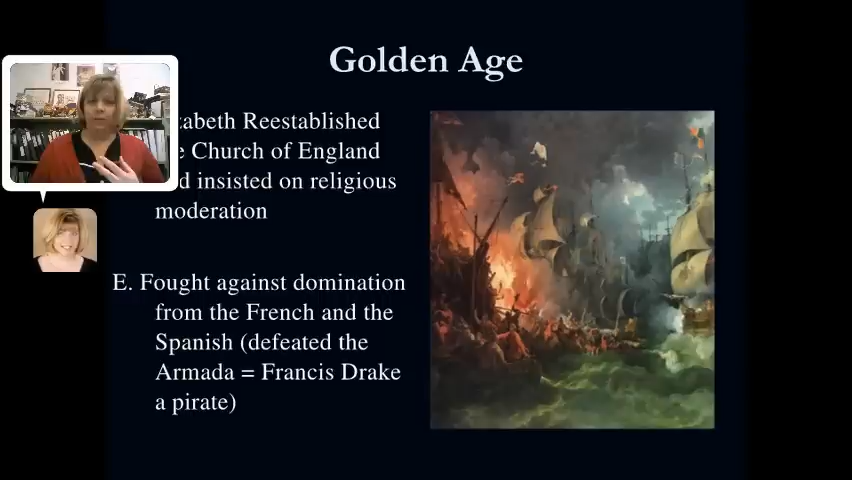 Golden Age
zabeth Reestablished
e Church of England
d insisted on religious
moderation
E. Fought against domination
from the French and the
Spanish (defeated the
Armada = Francis Drake
a pirate)